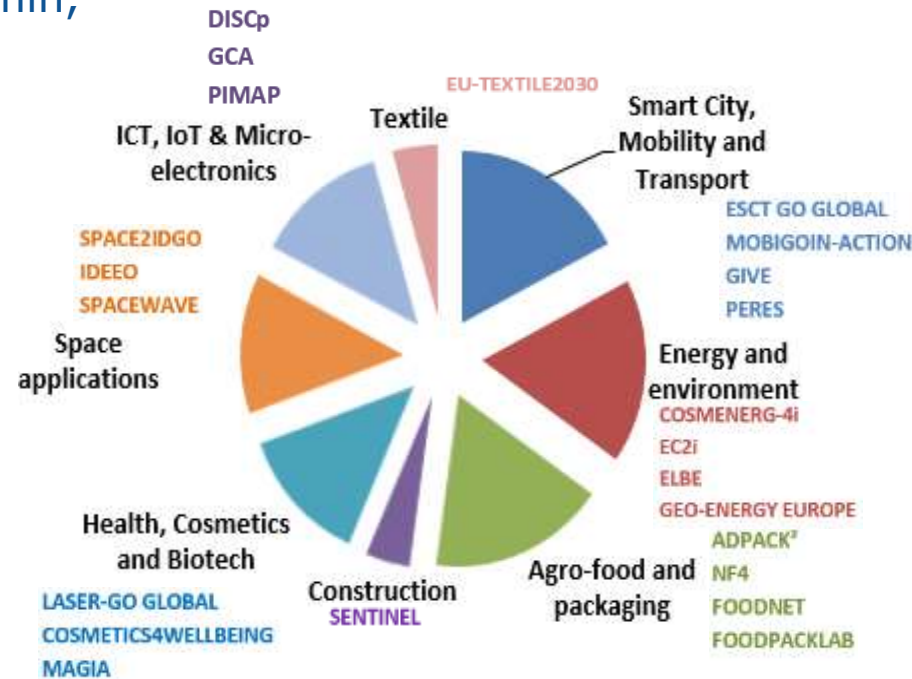 DISCp
GCA
PIMAP
ICT, IoT & Micro-
electronics
Textile
EU-TEXTILE2030
Smart City,
Mobility and
Transport
ESCT GO GLOBAL
MOBIGOIN-ACTION
GIVE
PERES
SPACE2IDGO
IDEEO
SPACEWAVE
Space
applications
Energy and
environment
COSMENERG-4i
EC2i
ELBE
GEO-ENERGY EUROPE
Agro-food and
packaging
ADPACK²
NF4
FOODNET
FOODPACKLAB
Construction
SENTINEL
Health, Cosmetics
and Biotech
LASER-GO GLOBAL
COSMETICS4WELLBEING
MAGIA